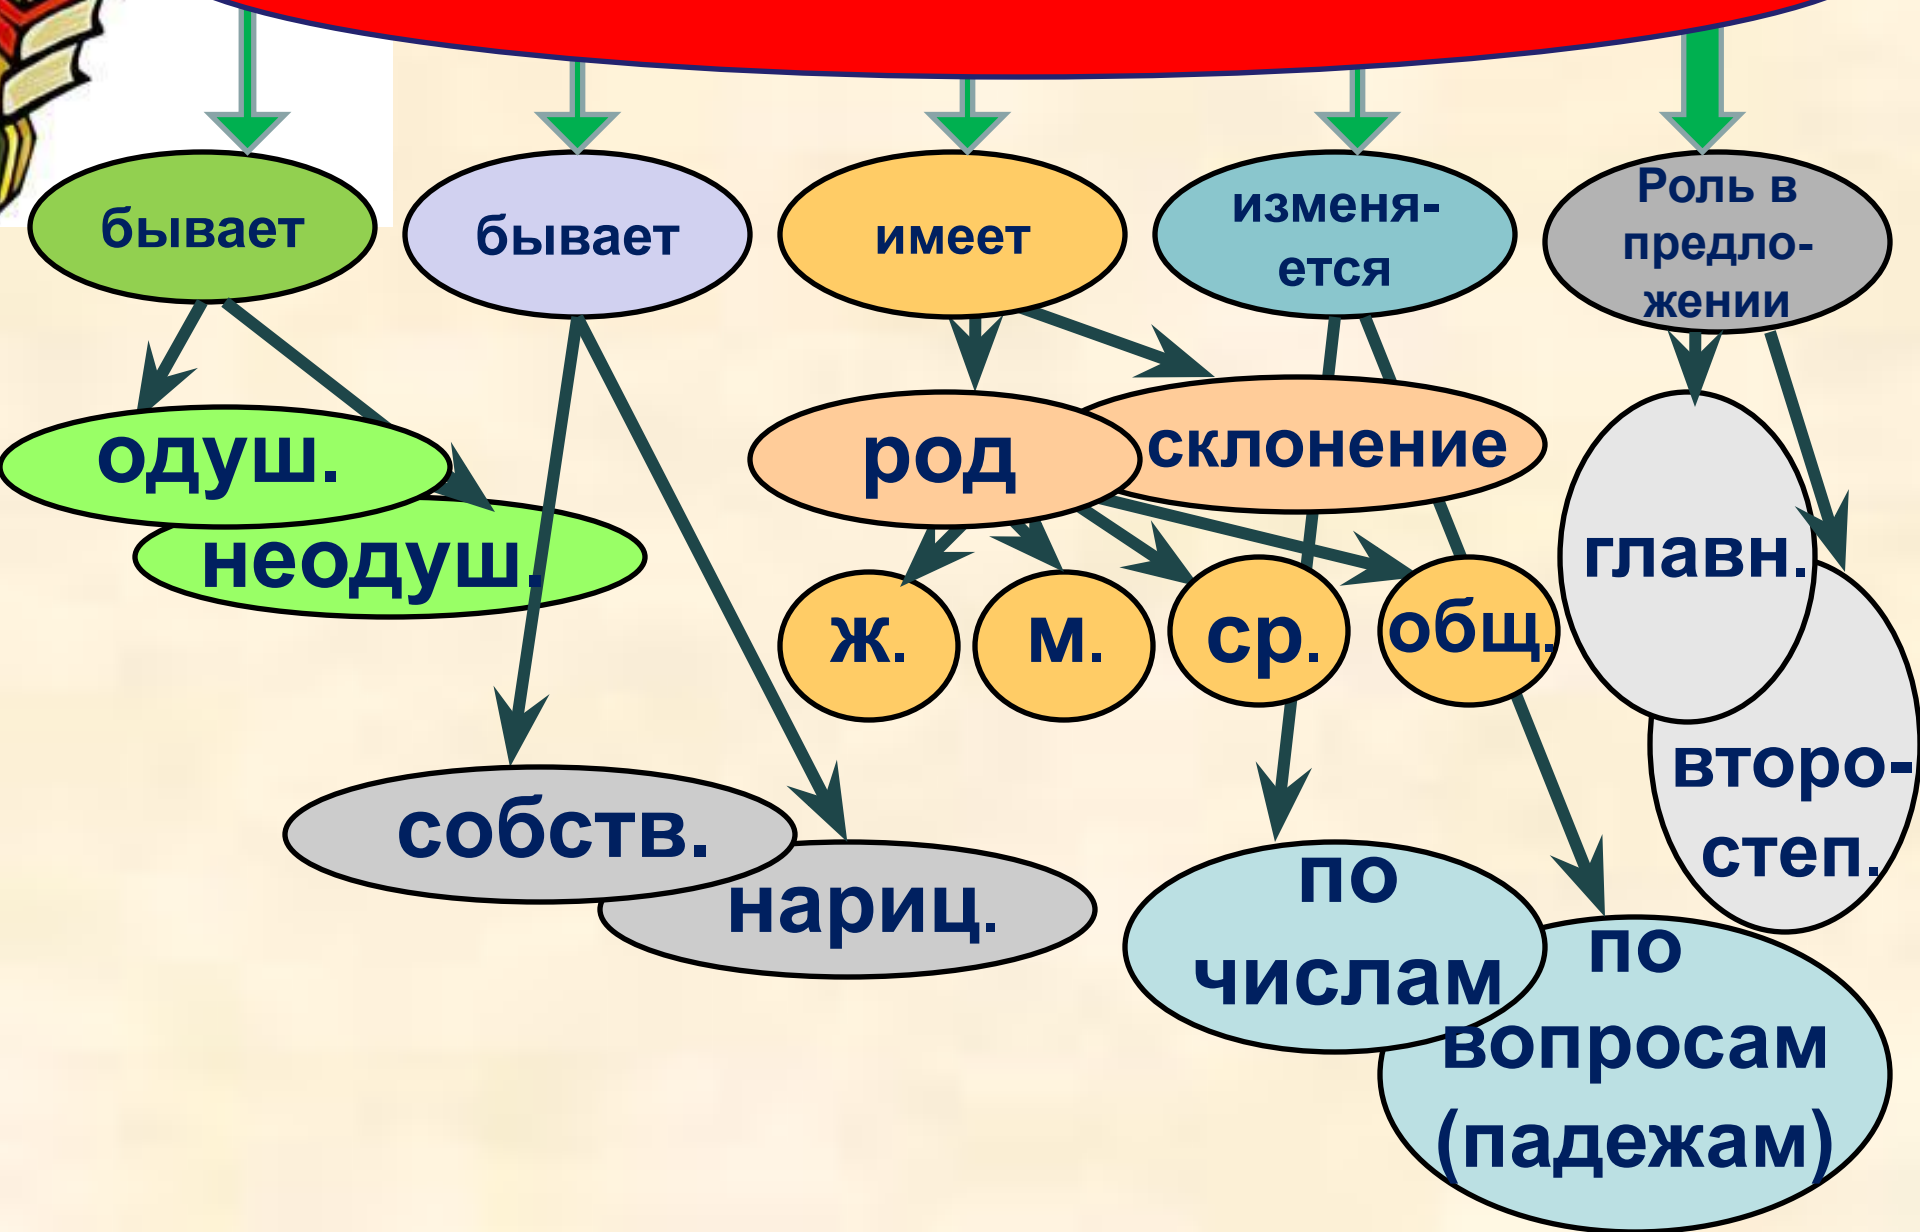 бывает
бывает
имеет
изменя-
ется
Роль в
предло-
жении
одуш.
неодуш.
род
склонение
главн.
ж.
м.
ср.
общ.
второ-
степ.
собств.
нариц.
по
числам
по
вопросам
(падежам)